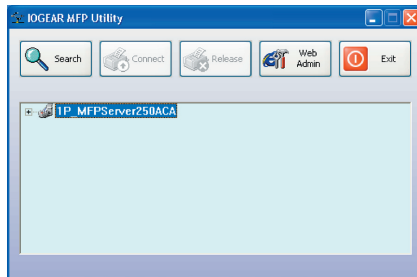 IOGEAR MFP Utility
Search Connect Release Web Admin Exit
1P_MFPServer250ACA